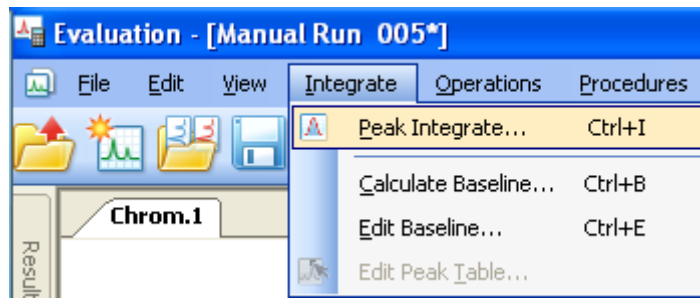 Evaluation - [Manual Run 005*]
File Edit View Integrate Operations Procedures
Peak Integrate... Ctrl+I
Calculate Baseline... Ctrl+B
Chrom.1
Edit Baseline... Ctrl+E
Edit Peak Table...